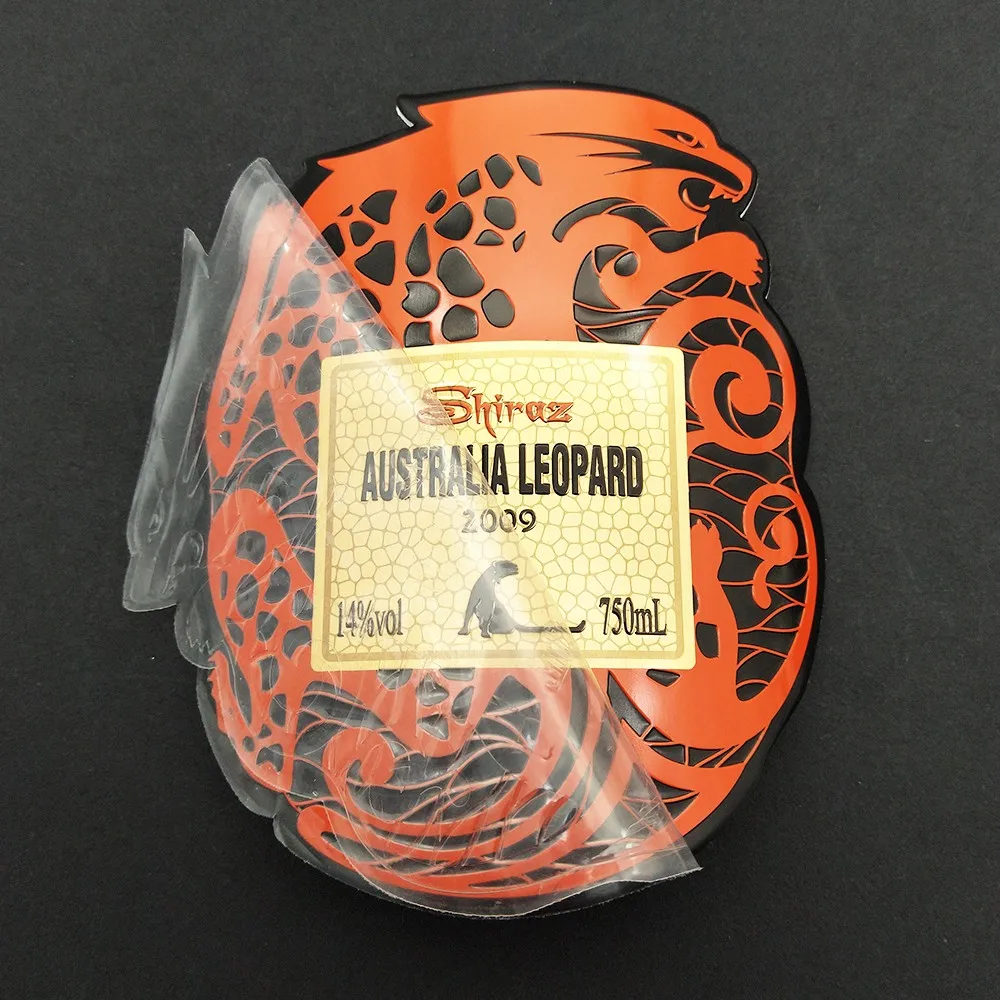 Shiraz
AUSTRALIA LEOPARD
2009
14%vol 750mL